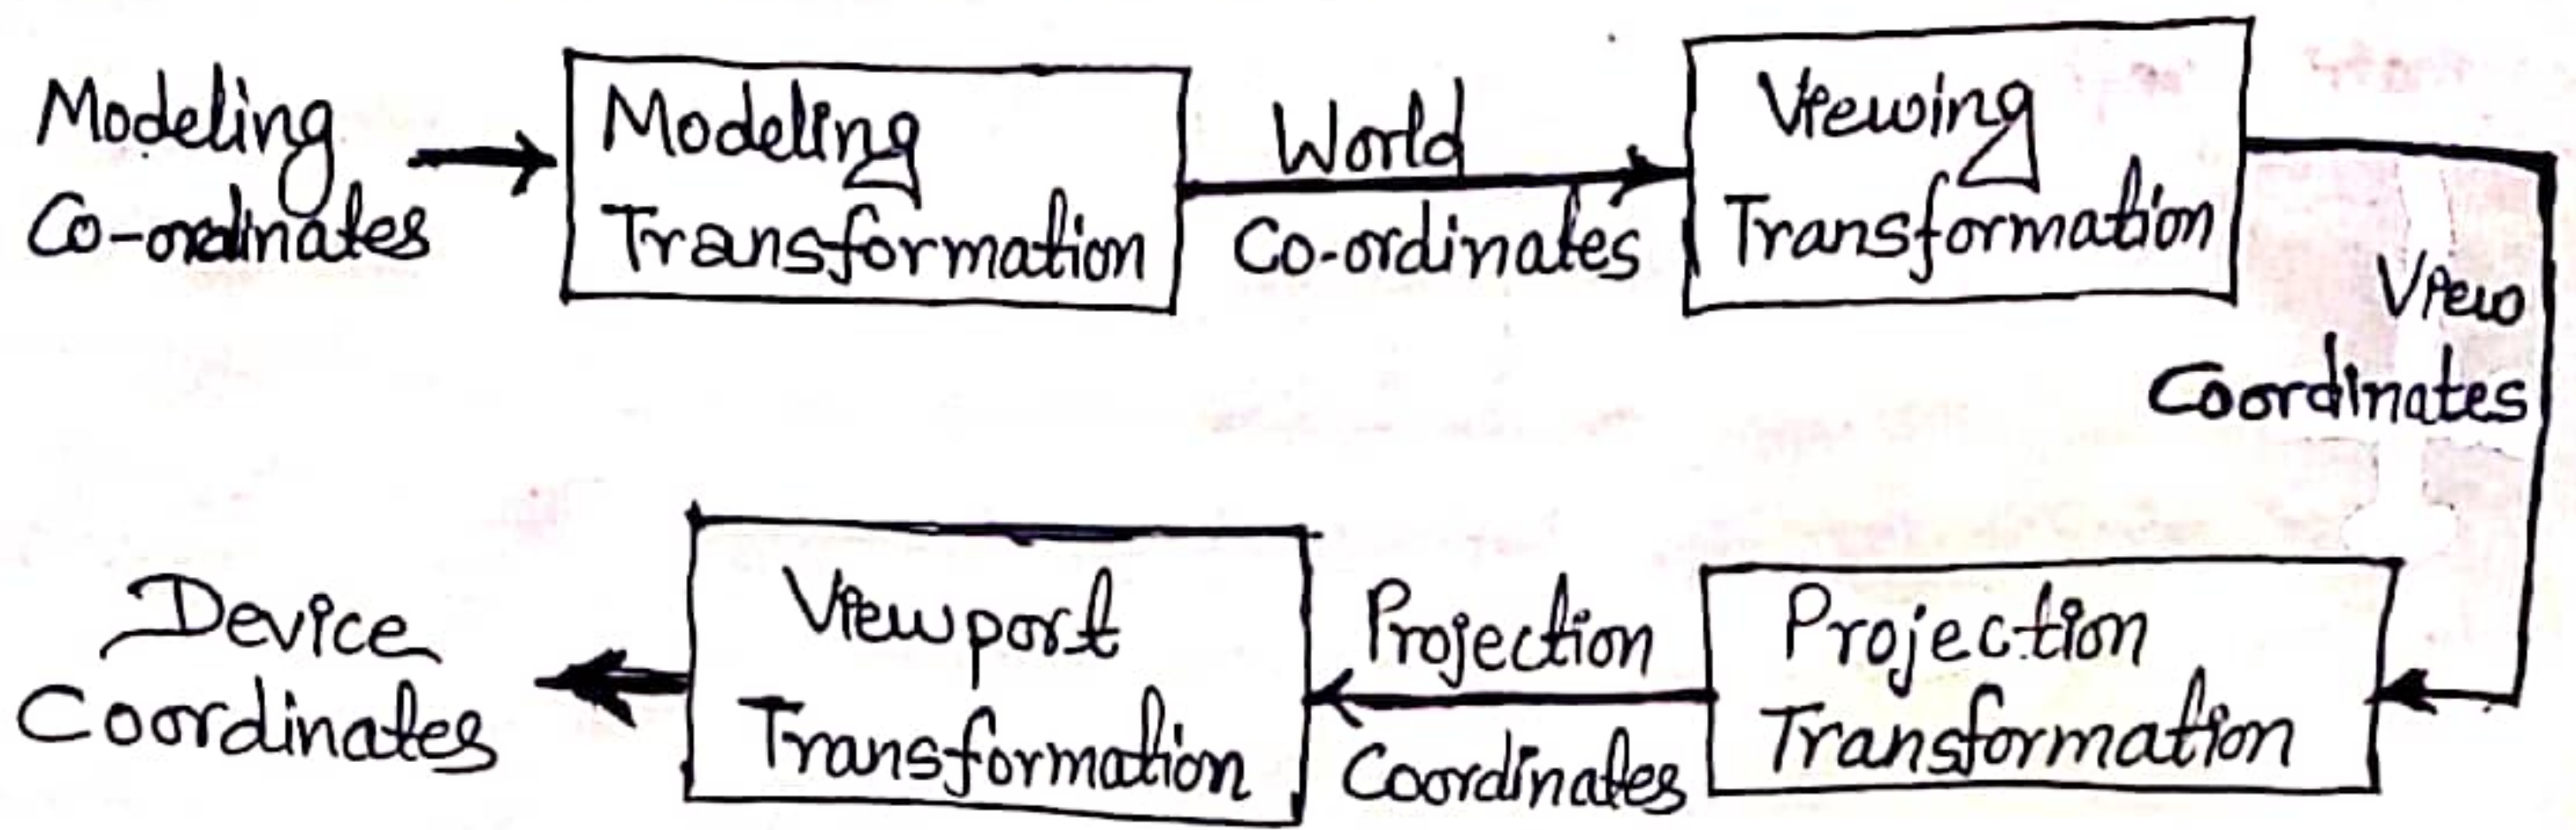 Modeling
Co-ordinates
Modeling
Transformation
World
Co-ordinates
Viewing
Transformation
View
Coordinates
Projection
Transformation
Projection
Coordinates
Viewport
Transformation
Device
Coordinates